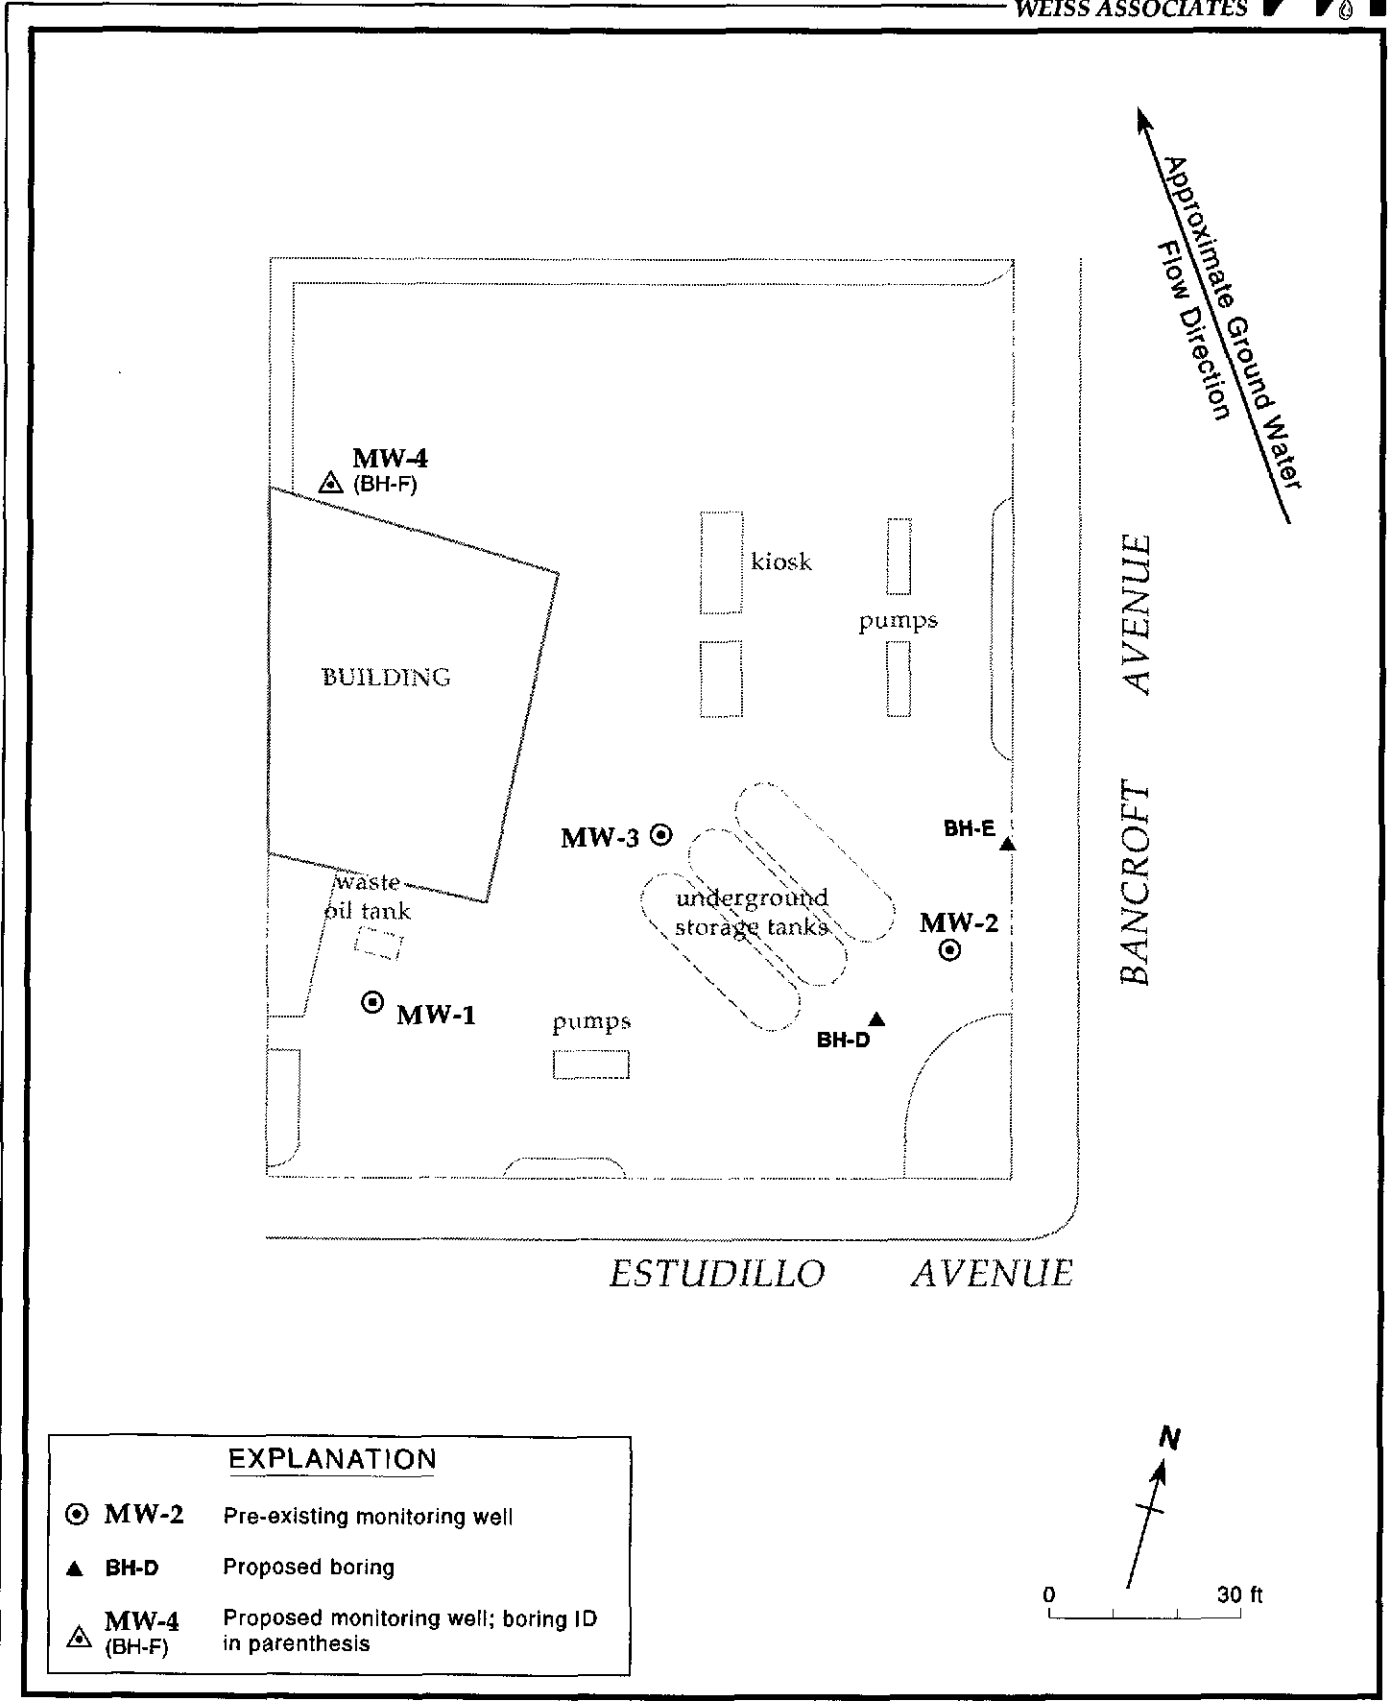 WEISS ASSOCIATES
Approximate Ground Water
Flow Direction
MW-4
(BH-F)
kiosk
pumps
BUILDING
AVENUE
BANCROFT
MW-3
BH-E
waste
oil tank
underground
storage tanks
MW-2
MW-1
pumps
BH-D
ESTUDILLO AVENUE
EXPLANATION
MW-2 Pre-existing monitoring well
BH-D Proposed boring
MW-4 Proposed monitoring well; boring ID
(BH-F) in parenthesis
N
0 30 ft